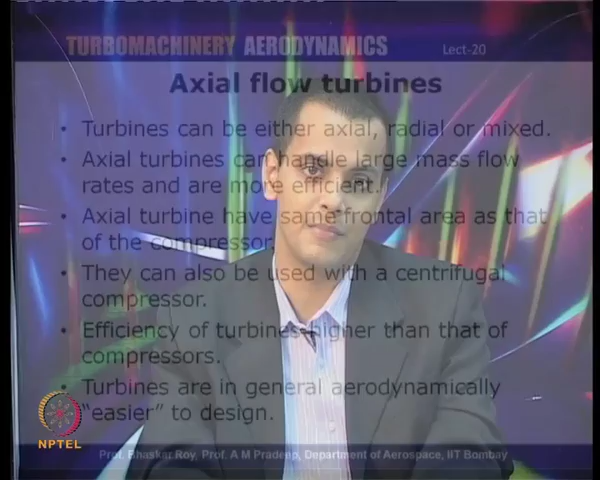 TURBOMACHINERY AERODYNAMICS
Lect-20
Axial flow turbines
• Turbines can be either axial, radial or mixed.
• Axial turbines can handle large mass flow
rates and are more efficient.
• Axial turbine have same frontal area as that
of the compressor.
• They can also be used with a centrifugal
compressor.
• Efficiency of turbines higher than that of
compressors.
• Turbines are in general aerodynamically
“easier” to design.
NPTEL
Prof. Bhaskar Roy, Prof. A M Pradeep, Department of Aerospace, IIT Bombay